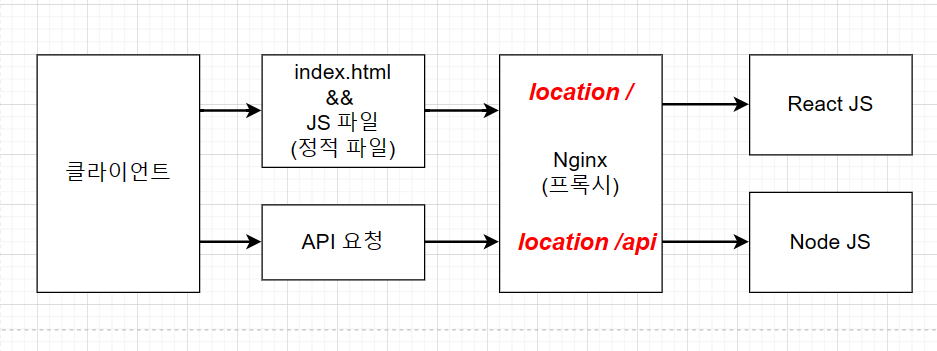 클라이언트
index.html
&&
JS 파일
(정적 파일)
API 요청
location /
Nginx
(프록시)
location /api
React JS
Node JS